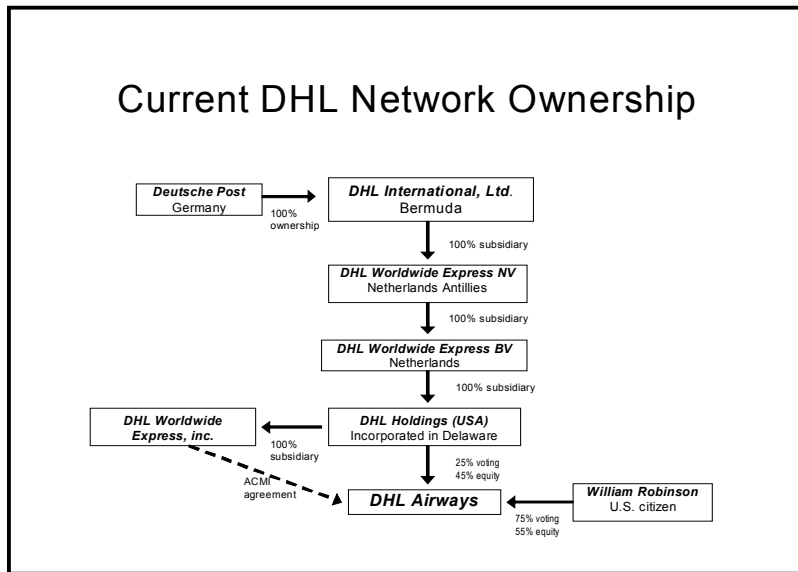 Current DHL Network Ownership
Deutsche Post
Germany
100%
ownership
DHL International, Ltd.
Bermuda
100% subsidiary
DHL Worldwide Express NV
Netherlands Antillies
100% subsidiary
DHL Worldwide Express BV
Netherlands
100% subsidiary
DHL Worldwide
Express, inc.
100%
subsidiary
DHL Holdings (USA)
Incorporated in Delaware
25% voting
45% equity
ACMI
agreement
DHL Airways
75% voting
55% equity
William Robinson
U.S. citizen